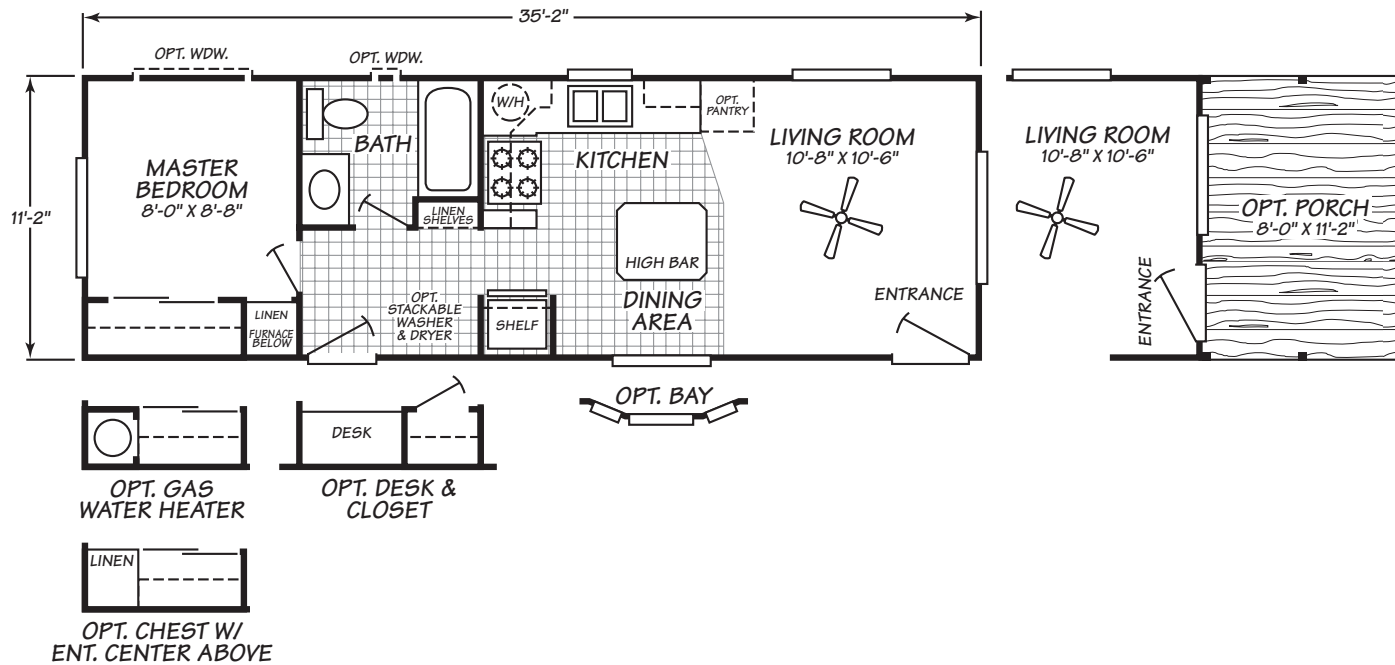 35'-2"
OPT. WDW.
OPT. WDW.
11'-2"
MASTER
BEDROOM
8'-0" X 8'-8"
BATH
LINEN
SHELVES
W/H
KITCHEN
OPT.
PANTRY
LIVING ROOM
10'-8" X 10'-6"
LIVING ROOM
10'-8" X 10'-6"
OPT. PORCH
8'-0" X 11'-2"
HIGH BAR
DINING
AREA
ENTRANCE
ENTRANCE
LINEN
FURNACE
BELOW
OPT.
STACKABLE
WASHER
& DRYER
SHELF
OPT. BAY
DESK
OPT. GAS
WATER HEATER
OPT. DESK &
CLOSET
LINEN
OPT. CHEST W/
ENT. CENTER ABOVE